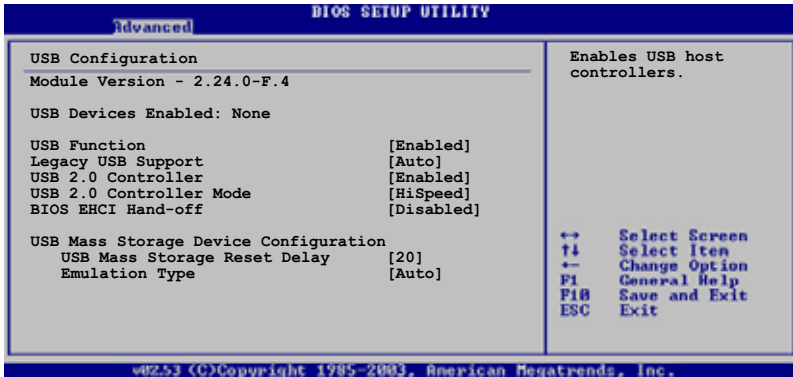 BIOS SETUP UTILITY
Advanced
USB Configuration
Module Version - 2.24.0-F.4
USB Devices Enabled: None
USB Function [Enabled]
Legacy USB Support [Auto]
USB 2.0 Controller [Enabled]
USB 2.0 Controller Mode [HiSpeed]
BIOS EHCI Hand-off [Disabled]
USB Mass Storage Device Configuration
USB Mass Storage Reset Delay [20]
Emulation Type [Auto]
Enables USB host
controllers.
↔ Select Screen
↑↓ Select Item
+- Change Option
F1 General Help
F10 Save and Exit
ESC Exit
v02.53 (C)Copyright 1985-2003, American Megatrends, Inc.